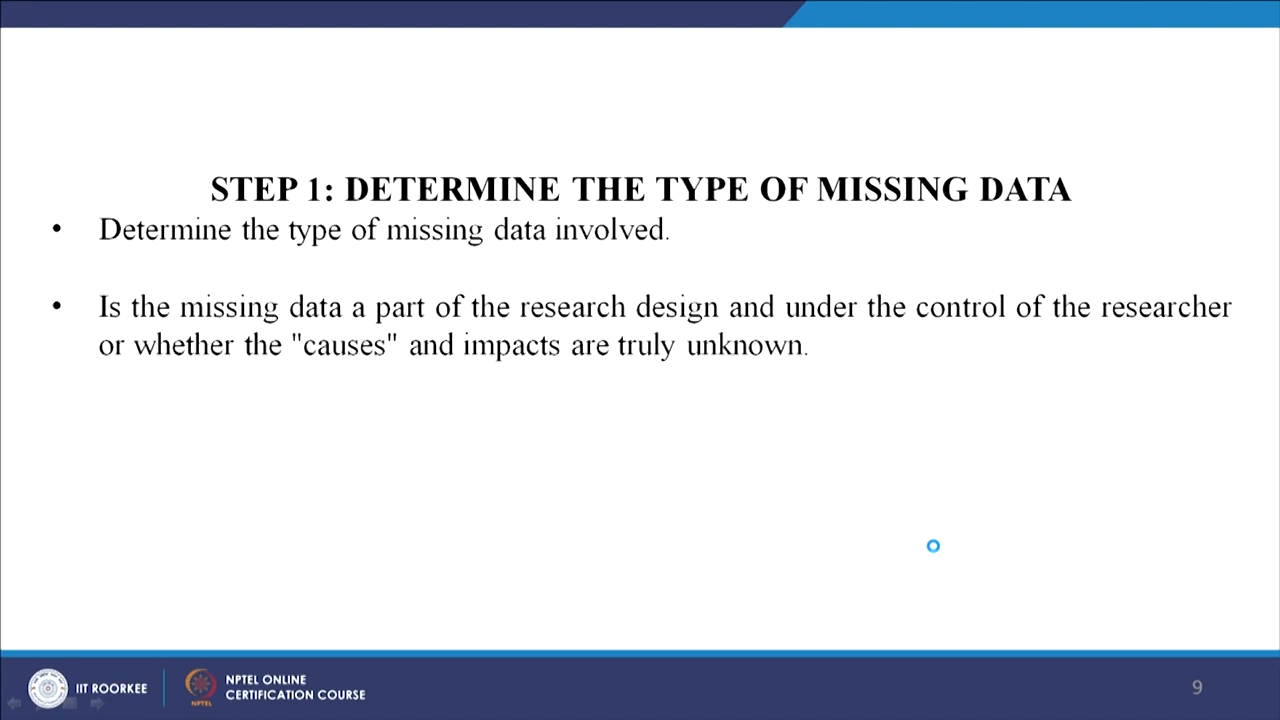 STEP 1: DETERMINE THE TYPE OF MISSING DATA
• Determine the type of missing data involved.
• Is the missing data a part of the research design and under the control of the researcher
or whether the "causes" and impacts are truly unknown.
IIT ROORKEE
NPTEL
NPTEL ONLINE
CERTIFICATION COURSE
9